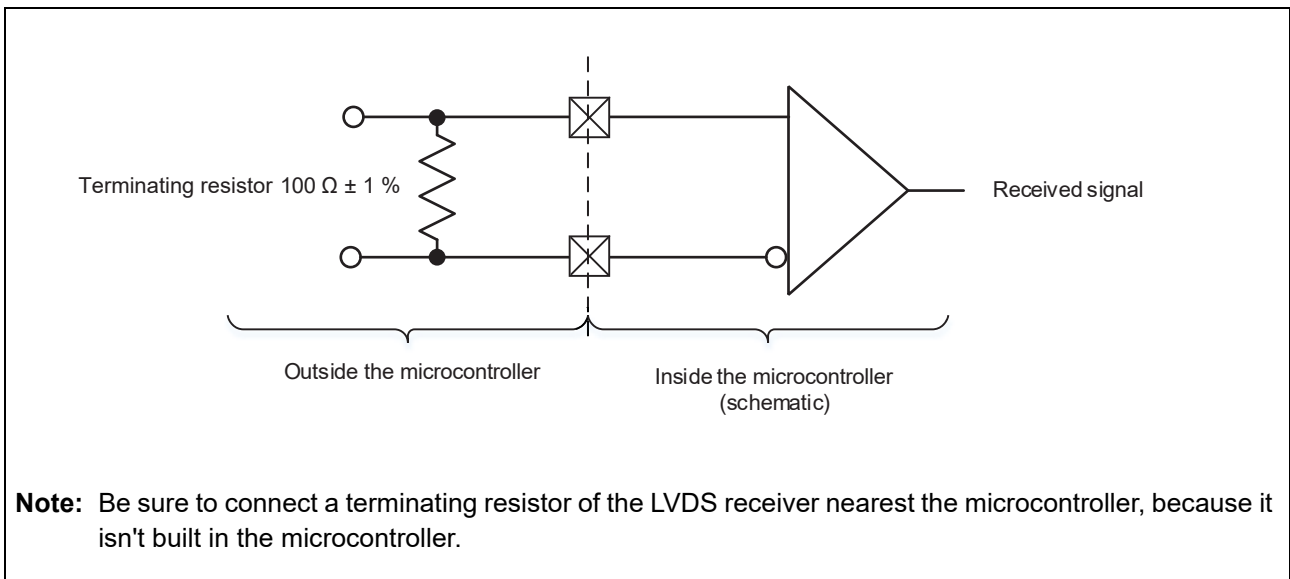 Terminating resistor 100 Ω ± 1 %
Received signal
Outside the microcontroller
Inside the microcontroller
(schematic)
Note: Be sure to connect a terminating resistor of the LVDS receiver nearest the microcontroller, because it
isn't built in the microcontroller.